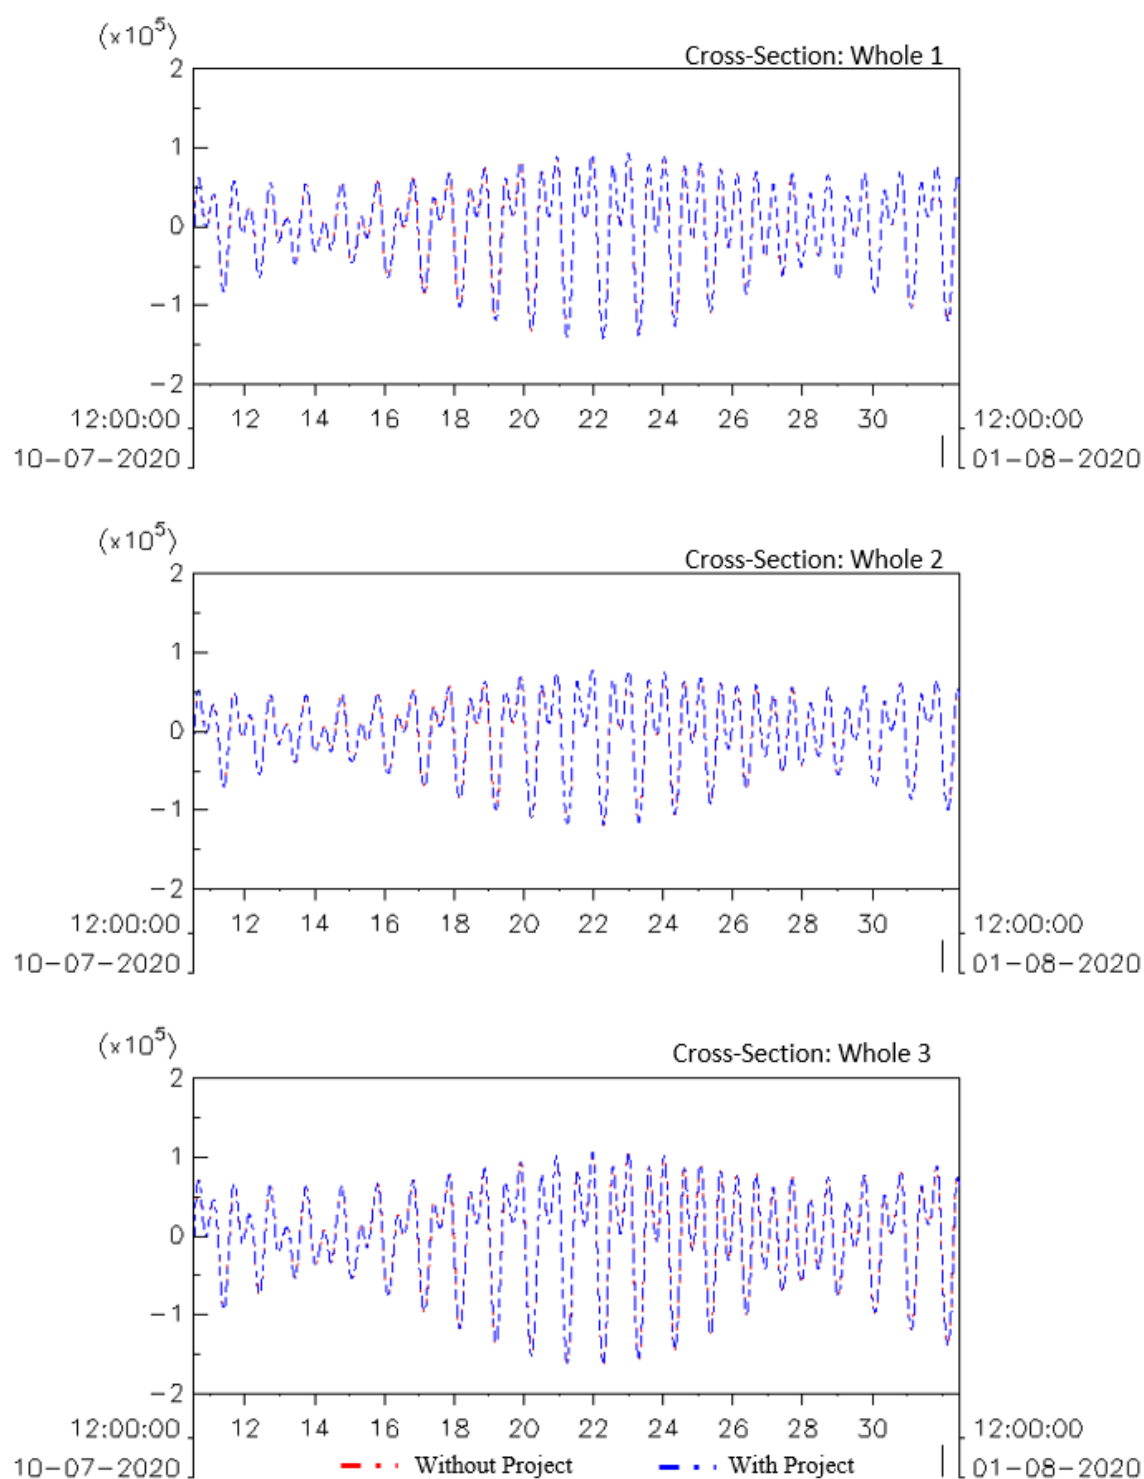 (x10⁵)
Cross-Section: Whole 1
2
1
0
−1
−2
12 14 16 18 20 22 24 26 28 30
12:00:00 12:00:00
10−07−2020 01−08−2020
(x10⁵)
Cross-Section: Whole 2
2
1
0
−1
−2
12 14 16 18 20 22 24 26 28 30
12:00:00 12:00:00
10−07−2020 01−08−2020
(x10⁵)
Cross-Section: Whole 3
2
1
0
−1
−2
12 14 16 18 20 22 24 26 28 30
12:00:00 12:00:00
10−07−2020 Without Project With Project 01−08−2020